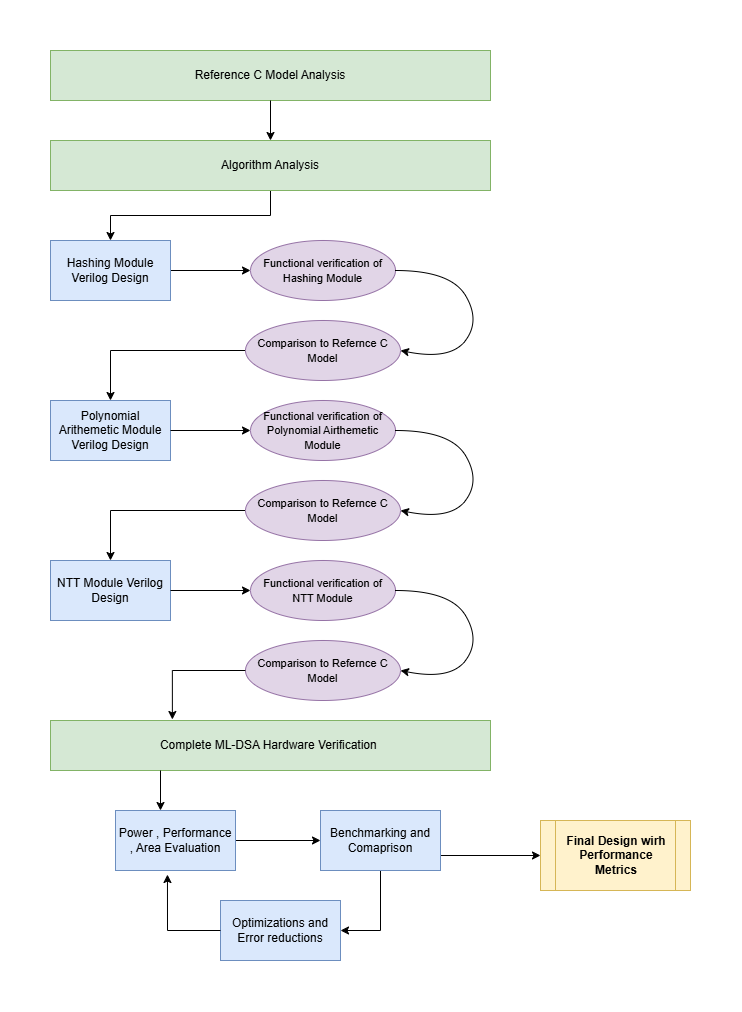 Reference C Model Analysis
Algorithm Analysis
Hashing Module
Verilog Design
Functional verification of
Hashing Module
Comparison to Refernce C
Model
Polynomial
Arithemetic Module
Verilog Design
Functional verification of
Polynomial Airthemetic
Module
Comparison to Refernce C
Model
NTT Module Verilog
Design
Functional verification of
NTT Module
Comparison to Refernce C
Model
Complete ML-DSA Hardware Verification
Power , Performance
, Area Evaluation
Benchmarking and
Comaprison
Final Design wirh
Performance
Metrics
Optimizations and
Error reductions